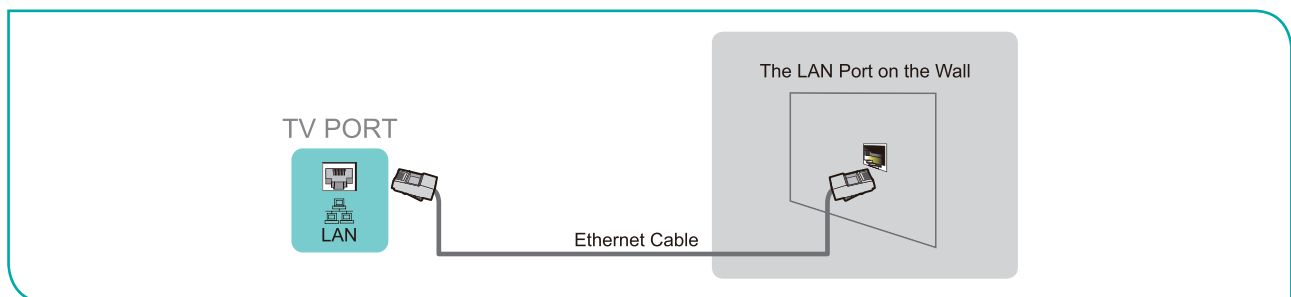 The LAN Port on the Wall
TV PORT
LAN
Ethernet Cable